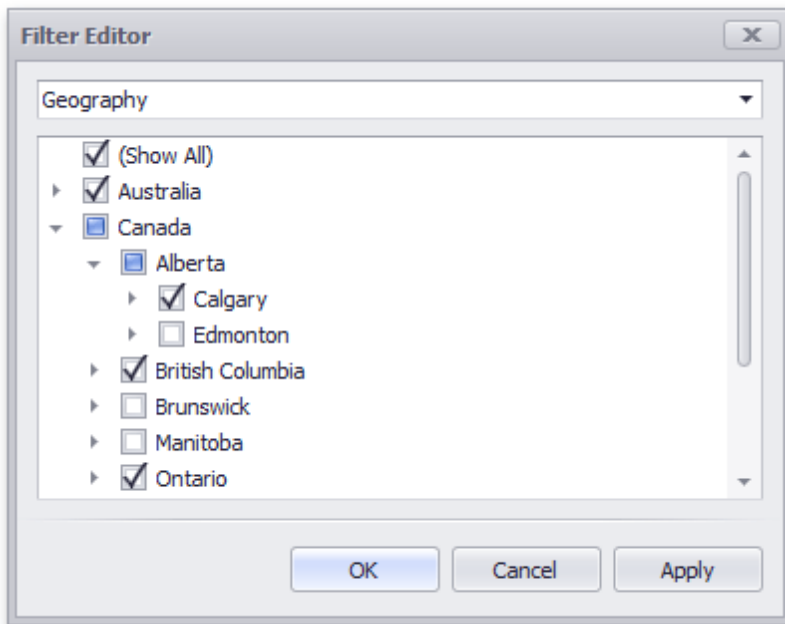 Filter Editor
Geography
(Show All)
Australia
Canada
Alberta
Calgary
Edmonton
British Columbia
Brunswick
Manitoba
Ontario
OK Cancel Apply